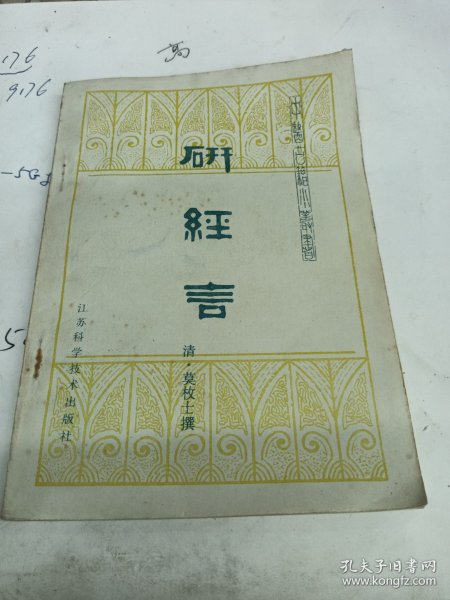 176
9176
高
中医古籍小丛书
研經言
清·莫枚士撰
江苏科学技术出版社
孔夫子旧书网
www.kongfz.com